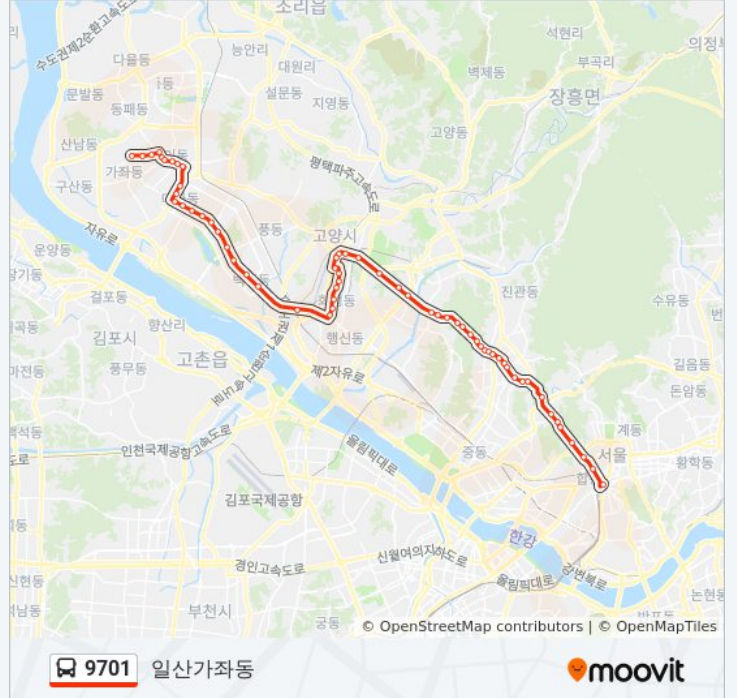 소리읍
수도권제2순환고속도로
능안리
석현리
의정부
다율동
대원리
벽제동
부곡리
문발동
설문동
지영동
장흥면
동패동
고양동
산남동
가좌동
구산동
평택파주고속도로
자유로
풍동
고양시
운양동
진관동
수유동
걸포동
향산리
김포시
고촌읍
행신동
풍무동
제2자유로
길음동
돈암동
중동
계동
서울
황학동
인천국제공항고속도로
올림픽대로
김포국제공항
한강
경인고속도로
신월여의지하도로
강변북로
올림픽대로
논현동
부천시
궁동
© OpenStreetMap contributors | © OpenMapTiles
9701 일산가좌동
moovit